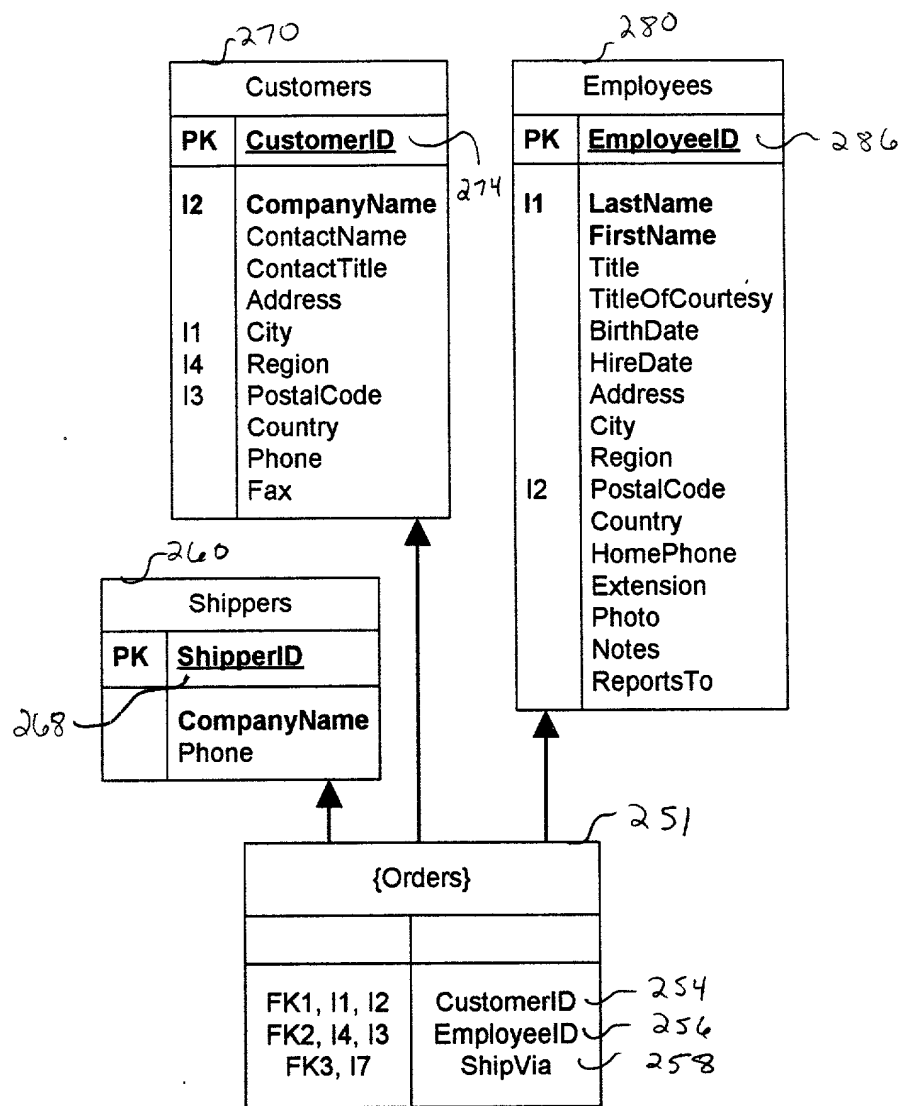 270
Customers
PK CustomerID
274
I2 CompanyName
ContactName
ContactTitle
Address
I1 City
I4 Region
I3 PostalCode
Country
Phone
Fax
280
Employees
PK EmployeeID
286
I1 LastName
FirstName
Title
TitleOfCourtesy
BirthDate
HireDate
Address
City
Region
I2 PostalCode
Country
HomePhone
Extension
Photo
Notes
ReportsTo
260
Shippers
PK ShipperID
268
CompanyName
Phone
251
{Orders}
FK1, I1, I2 CustomerID 254
FK2, I4, I3 EmployeeID 256
FK3, I7 ShipVia 258